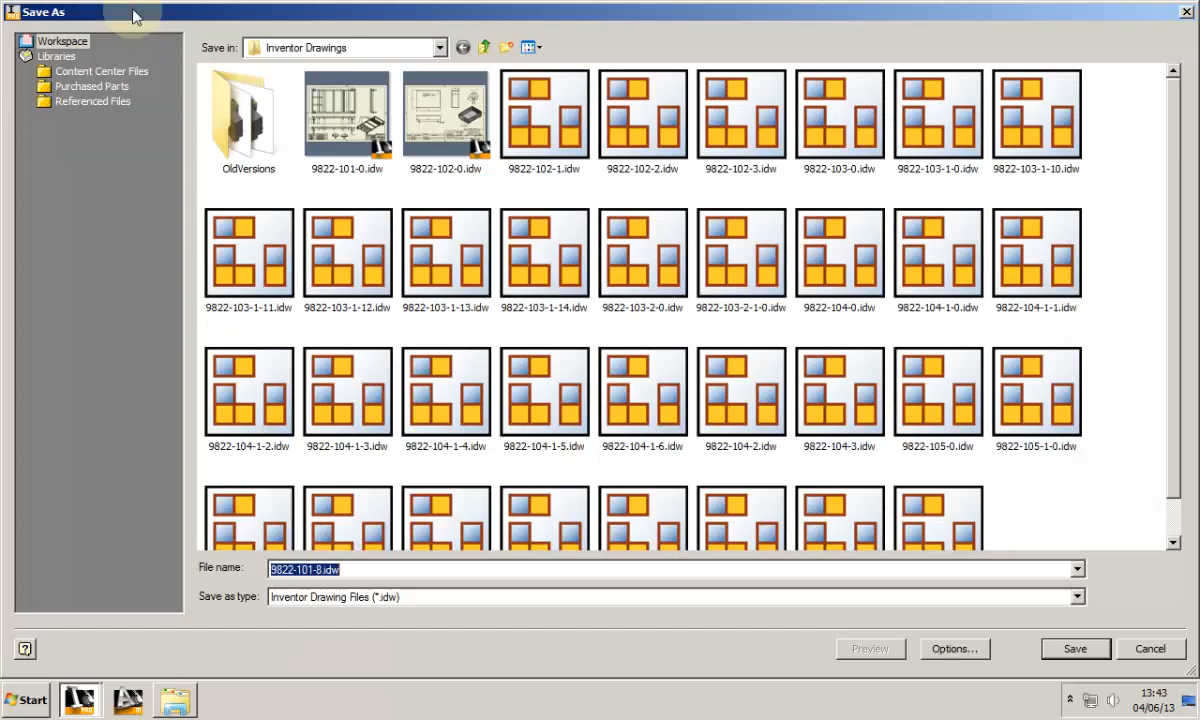 Save As
Workspace
Libraries
Content Center Files
Purchased Parts
Referenced Files
Save in: Inventor Drawings
OldVersions 9822-101-0.idw 9822-102-0.idw 9822-102-1.idw 9822-102-2.idw 9822-102-3.idw 9822-103-0.idw 9822-103-1-0.idw 9822-103-1-10.idw
9822-103-1-11.idw 9822-103-1-12.idw 9822-103-1-13.idw 9822-103-1-14.idw 9822-103-2-0.idw 9822-103-2-1-0.idw 9822-104-0.idw 9822-104-1-0.idw 9822-104-1-1.idw
9822-104-1-2.idw 9822-104-1-3.idw 9822-104-1-4.idw 9822-104-1-5.idw 9822-104-1-6.idw 9822-104-2.idw 9822-104-3.idw 9822-105-0.idw 9822-105-1-0.idw
File name: 9822-101-8.idw
Save as type: Inventor Drawing Files (*.idw)
Preview Options... Save Cancel
Start
13:43
04/06/13